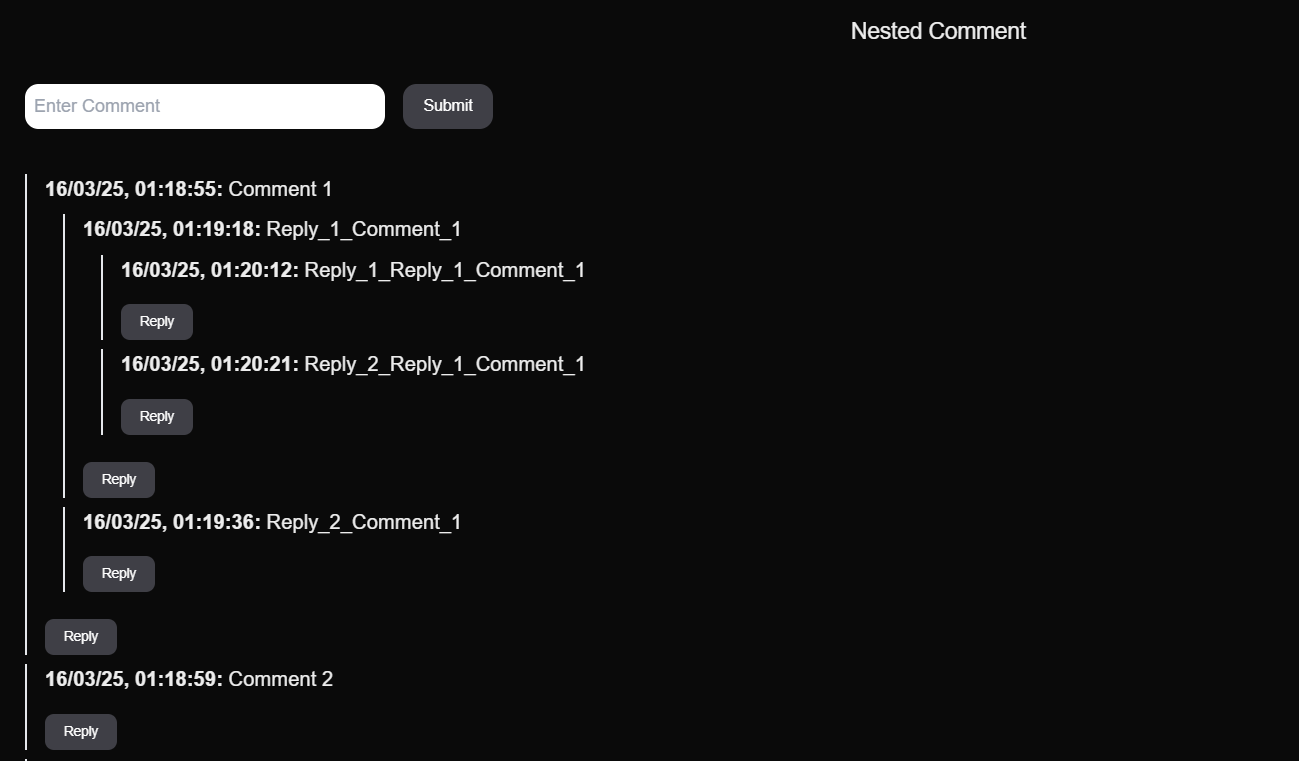 Nested Comment
Enter Comment
Submit
16/03/25, 01:18:55: Comment 1
16/03/25, 01:19:18: Reply_1_Comment_1
16/03/25, 01:20:12: Reply_1_Reply_1_Comment_1
Reply
16/03/25, 01:20:21: Reply_2_Reply_1_Comment_1
Reply
Reply
16/03/25, 01:19:36: Reply_2_Comment_1
Reply
Reply
16/03/25, 01:18:59: Comment 2
Reply